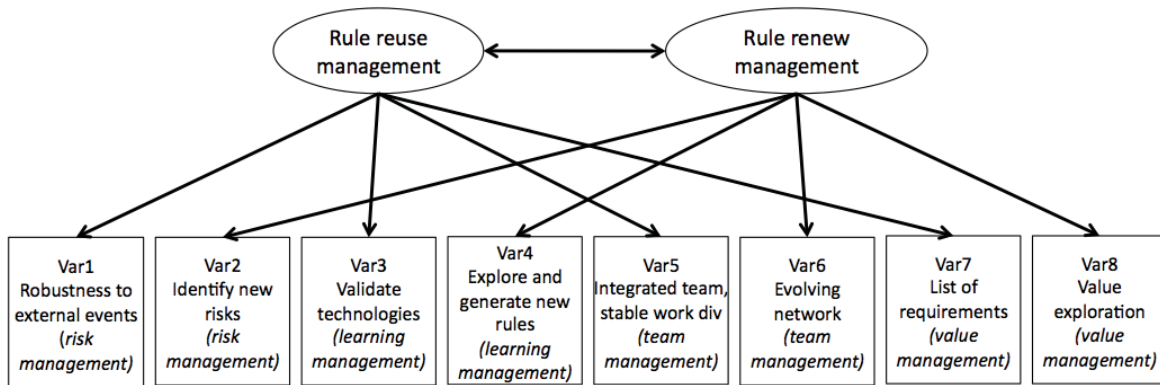 Rule reuse
management
Rule renew
management
Var1
Robustness to
external events
(risk
management)
Var2
Identify new
risks
(risk
management)
Var3
Validate
technologies
(learning
management)
Var4
Explore and
generate new
rules
(learning
management)
Var5
Integrated team,
stable work div
(team
management)
Var6
Evolving
network
(team
management)
Var7
List of
requirements
(value
management)
Var8
Value
exploration
(value
management)